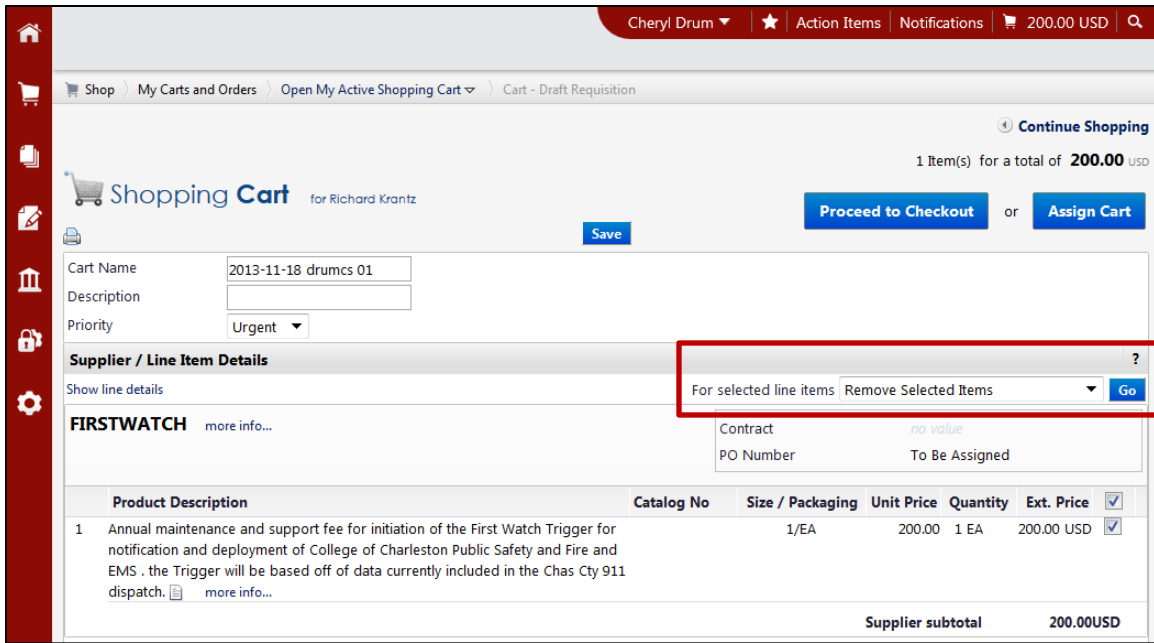 Cheryl Drum Action Items Notifications 200.00 USD
Shop My Carts and Orders Open My Active Shopping Cart Cart - Draft Requisition
Continue Shopping
1 Item(s) for a total of 200.00 USD
Shopping Cart for Richard Krantz
Proceed to Checkout or Assign Cart
Save
Cart Name 2013-11-18 drumcs 01
Description
Priority Urgent
Supplier / Line Item Details ?
Show line details For selected line items Remove Selected Items Go
FIRSTWATCH more info...
Contract no value
PO Number To Be Assigned
Product Description Catalog No Size / Packaging Unit Price Quantity Ext. Price
1 Annual maintenance and support fee for initiation of the First Watch Trigger for 1/EA 200.00 1 EA 200.00 USD
notification and deployment of College of Charleston Public Safety and Fire and
EMS . the Trigger will be based off of data currently included in the Chas Cty 911
dispatch. more info...
Supplier subtotal 200.00USD